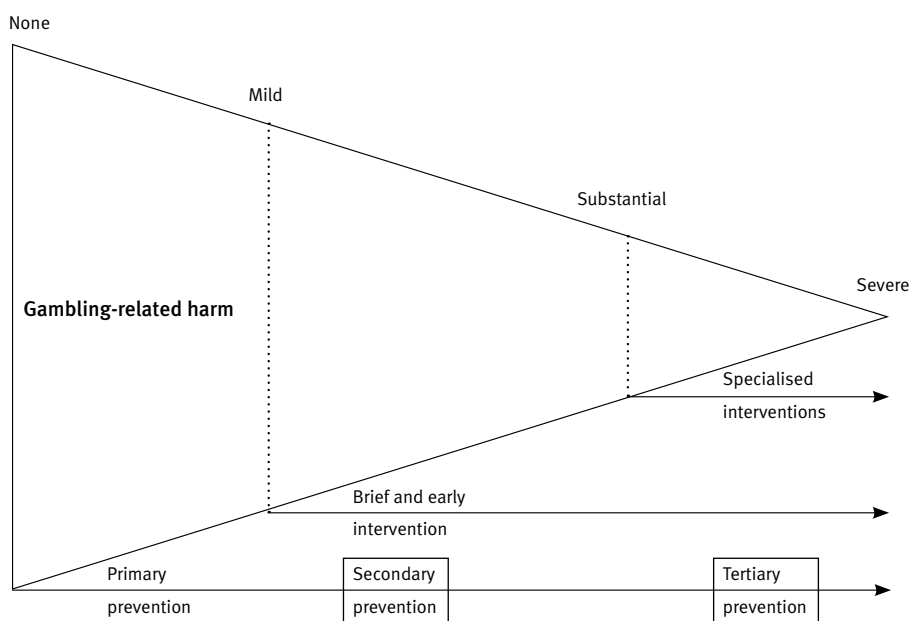 None
Mild
Substantial
Severe
Gambling-related harm
Specialised
interventions
Brief and early
intervention
Primary
prevention
Secondary
prevention
Tertiary
prevention